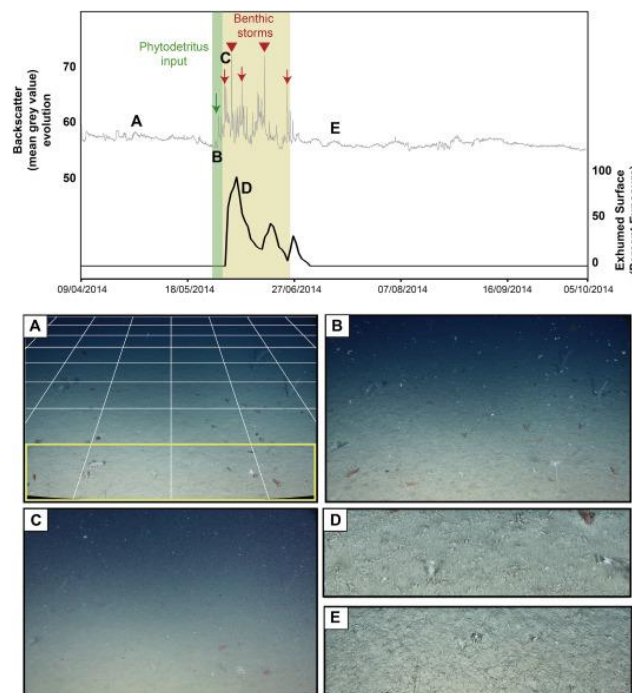 Benthic
storms
Phytodetritus
input
C
70
A
60
E
B
50
D
Backscatter
(mean grey value)
evolution
100
50
0
Exhumed Surface
09/04/2014 18/05/2014 27/06/2014 07/08/2014 16/09/2014 05/10/2014
A
B
C
D
E